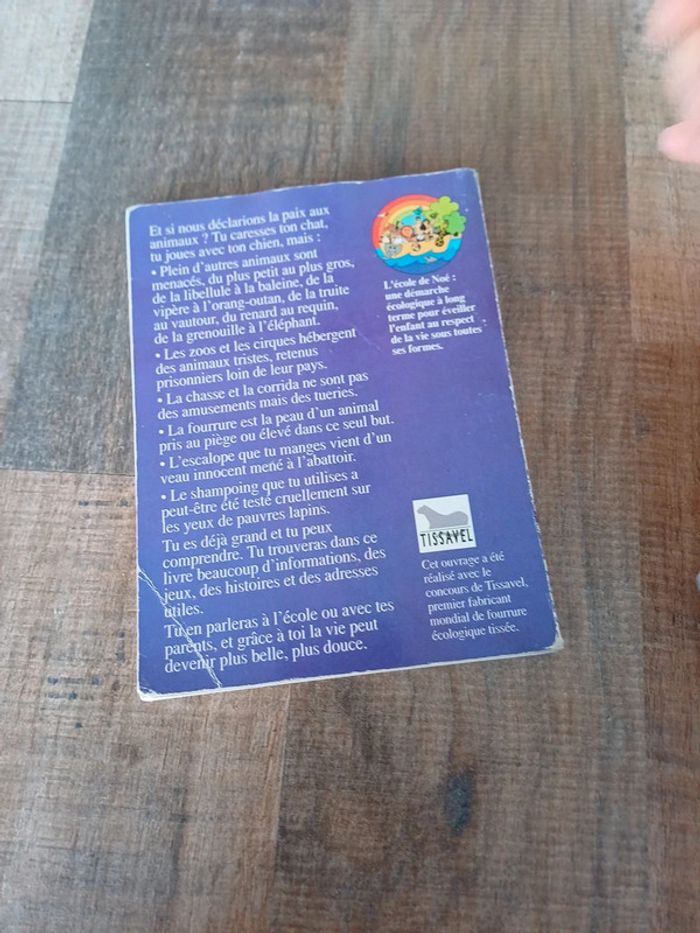 Et si nous déclarions la paix aux
animaux ? Tu caresses ton chat,
tu joues avec ton chien, mais :
• Plein d'autres animaux sont
menacés, du plus petit au plus gros,
de la libellule à la baleine, de la
vipère à l'orang-outan, de la truite
au vautour, du renard au requin,
de la grenouille à l'éléphant.
• Les zoos et les cirques hébergent
des animaux tristes, retenus
prisonniers loin de leur pays.
• La chasse et la corrida ne sont pas
des amusements mais des tueries.
• La fourrure est la peau d'un animal
pris au piège ou élevé dans ce seul but.
• L'escalope que tu manges vient d'un
veau innocent mené à l'abattoir.
• Le shampoing que tu utilises a
peut-être été testé cruellement sur
les yeux de pauvres lapins.
Tu es déjà grand et tu peux
comprendre. Tu trouveras dans ce
livre beaucoup d'informations, des
jeux, des histoires et des adresses
utiles.
Tu en parleras à l'école ou avec tes
parents, et grâce à toi la vie peut
devenir plus belle, plus douce.
L'école de Noé :
une démarche
écologique à long
terme pour éveiller
l'enfant au respect
de la vie sous toutes
ses formes.
TISSAVEL
Cet ouvrage a été
réalisé avec le
concours de Tissavel,
premier fabricant
mondial de fourrure
écologique tissée.